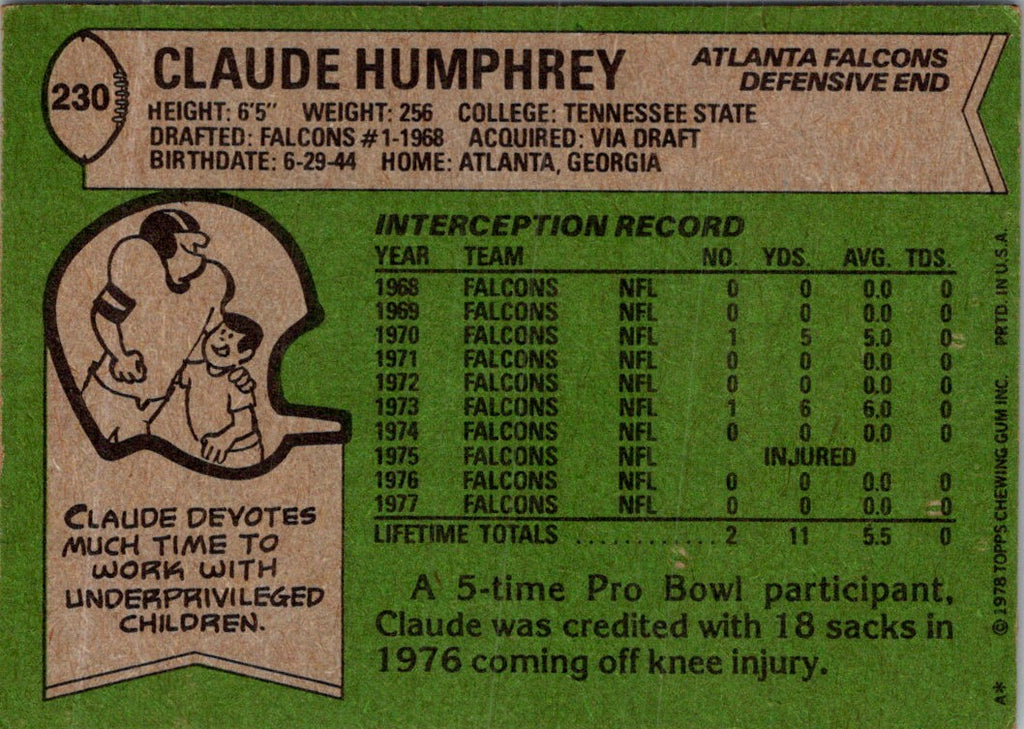 230
CLAUDE HUMPHREY
ATLANTA FALCONS
DEFENSIVE END
HEIGHT: 6'5" WEIGHT: 256 COLLEGE: TENNESSEE STATE
DRAFTED: FALCONS #1-1968 ACQUIRED: VIA DRAFT
BIRTHDATE: 6-29-44 HOME: ATLANTA, GEORGIA
INTERCEPTION RECORD
YEAR TEAM NO. YDS. AVG. TDS.
1968 FALCONS NFL 0 0 0.0 0
1969 FALCONS NFL 0 0 0.0 0
1970 FALCONS NFL 1 5 5.0 0
1971 FALCONS NFL 0 0 0.0 0
1972 FALCONS NFL 0 0 0.0 0
1973 FALCONS NFL 1 6 6.0 0
1974 FALCONS NFL 0 0 0.0 0
1975 FALCONS NFL INJURED
1976 FALCONS NFL 0 0 0.0 0
1977 FALCONS NFL 0 0 0.0 0
LIFETIME TOTALS ............ 2 11 5.5 0
CLAUDE DEVOTES
MUCH TIME TO
WORK WITH
UNDERPRIVILEGED
CHILDREN.
A 5-time Pro Bowl participant,
Claude was credited with 18 sacks in
1976 coming off knee injury.
A* © 1978 TOPPS CHEWING GUM INC. PRTD. IN U.S.A.